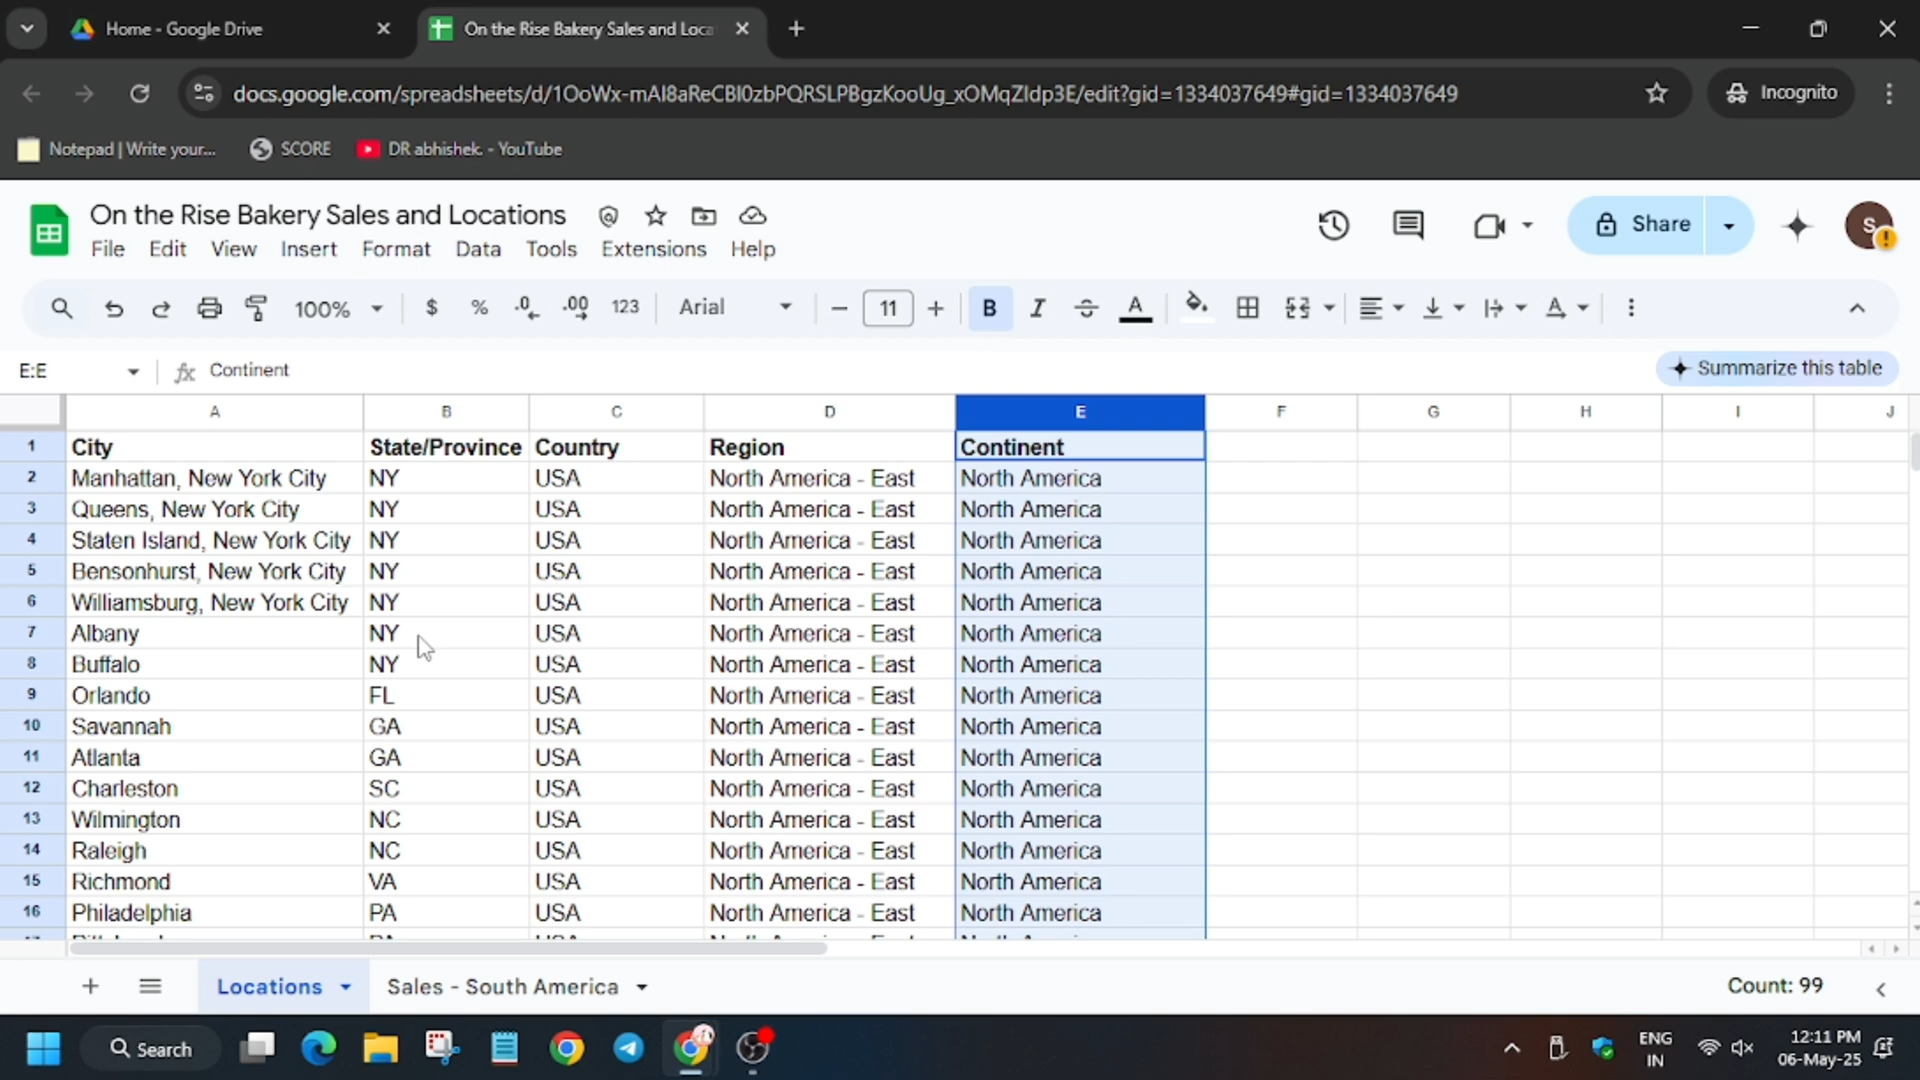 Home - Google Drive
On the Rise Bakery Sales and Loca
docs.google.com/spreadsheets/d/1OoWx-mAI8aReCBI0zbPQRSLPBgzKooUg_xOMqZIdp3E/edit?gid=1334037649#gid=1334037649
Incognito
Notepad | Write your...
SCORE
DR abhishek. - YouTube
On the Rise Bakery Sales and Locations
Share
S
File Edit View Insert Format Data Tools Extensions Help
100% $ % .0 .00 123 Arial 11 B I A A
E:E fx Continent
Summarize this table
A B C D E F G H I J
1 City State/Province Country Region Continent
2 Manhattan, New York City NY USA North America - East North America
3 Queens, New York City NY USA North America - East North America
4 Staten Island, New York City NY USA North America - East North America
5 Bensonhurst, New York City NY USA North America - East North America
6 Williamsburg, New York City NY USA North America - East North America
7 Albany NY USA North America - East North America
8 Buffalo NY USA North America - East North America
9 Orlando FL USA North America - East North America
10 Savannah GA USA North America - East North America
11 Atlanta GA USA North America - East North America
12 Charleston SC USA North America - East North America
13 Wilmington NC USA North America - East North America
14 Raleigh NC USA North America - East North America
15 Richmond VA USA North America - East North America
16 Philadelphia PA USA North America - East North America
Locations
Sales - South America
Count: 99
Search
ENG
IN
12:11 PM
06-May-25